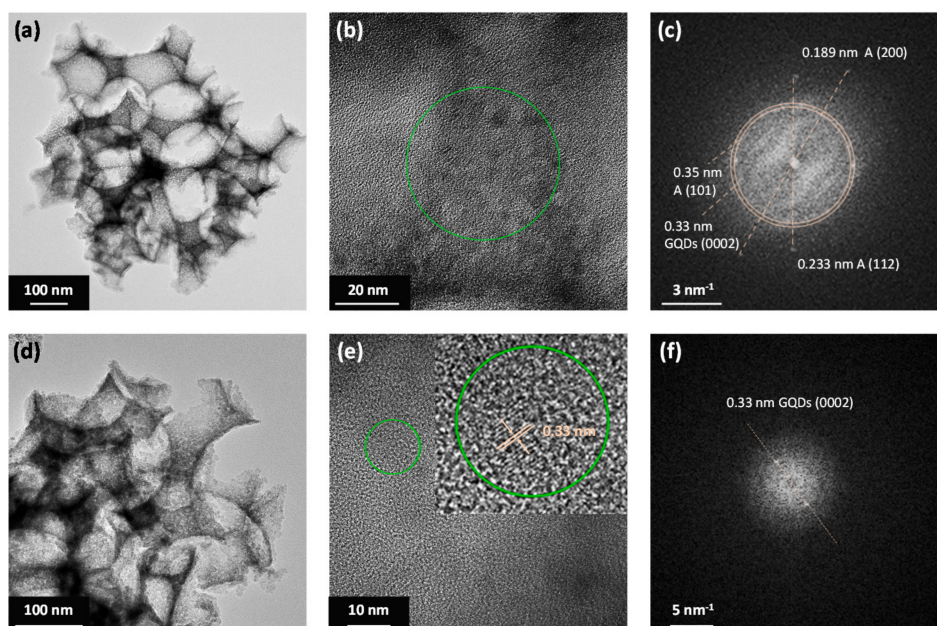 (a)
100 nm
(b)
20 nm
(c)
0.189 nm A (200)
0.35 nm
A (101)
0.33 nm
GQDs (0002)
0.233 nm A (112)
3 nm⁻¹
(d)
100 nm
(e)
0.33 nm
10 nm
(f)
0.33 nm GQDs (0002)
5 nm⁻¹